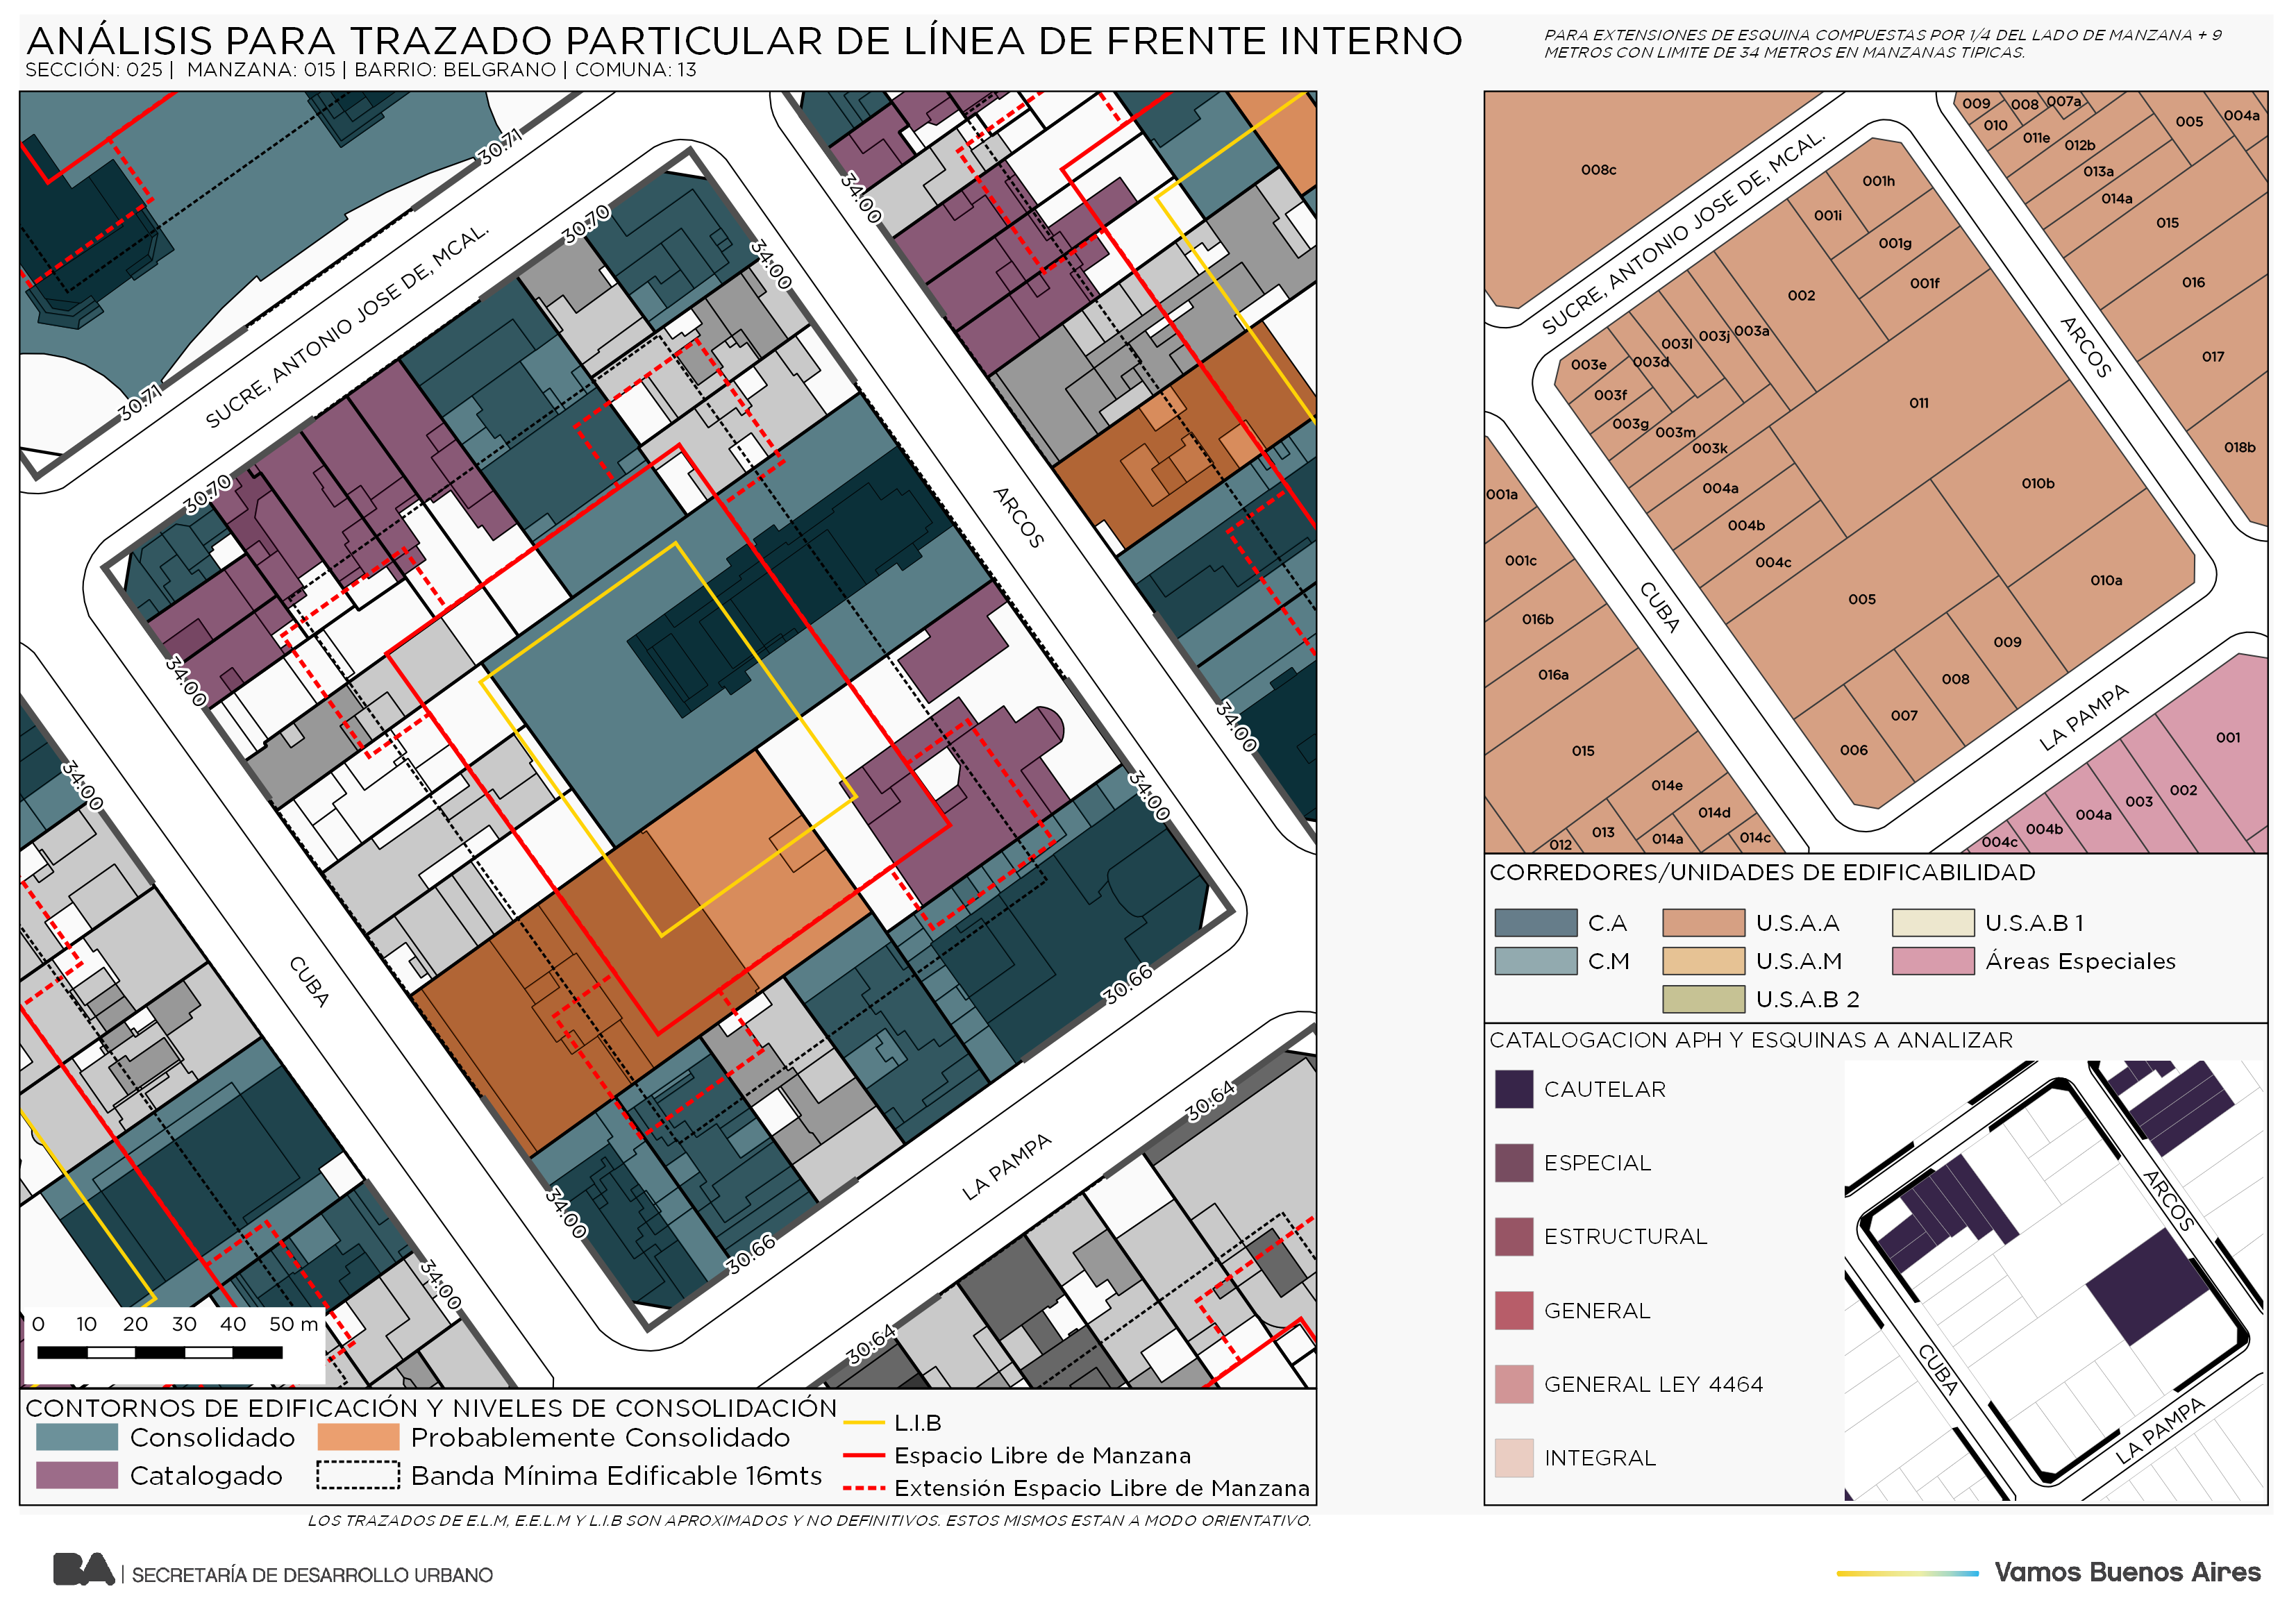 ANÁLISIS PARA TRAZADO PARTICULAR DE LÍNEA DE FRENTE INTERNO
SECCIÓN: 025 | MANZANA: 015 | BARRIO: BELGRANO | COMUNA: 13
PARA EXTENSIONES DE ESQUINA COMPUESTAS POR 1/4 DEL LADO DE MANZANA + 9
METROS CON LIMITE DE 34 METROS EN MANZANAS TIPICAS.
30.71
30.71
SUCRE, ANTONIO JOSE DE, MCAL.
30.70
30.70
34.00
34.00
34.00
34.00
ARCOS
34.00
34.00
CUBA
34.00
34.00
30.66
30.66
LA PAMPA
30.64
30.64
0 10 20 30 40 50 m
008c
009
008
007a
010
011e
012b
005
004a
013a
014a
015
016
017
018b
SUCRE, ANTONIO JOSE DE, MCAL.
001h
001i
001g
001f
002
003a
003j
003l
003d
003e
003f
003g
003m
003k
004a
004b
004c
011
010b
010a
005
009
008
007
006
ARCOS
CUBA
LA PAMPA
001a
001c
016b
016a
015
014e
014d
014c
014a
013
012
001
002
003
004a
004b
004c
CORREDORES/UNIDADES DE EDIFICABILIDAD
C.A
U.S.A.A
U.S.A.B 1
C.M
U.S.A.M
Áreas Especiales
U.S.A.B 2
CATALOGACION APH Y ESQUINAS A ANALIZAR
CAUTELAR
ESPECIAL
ESTRUCTURAL
GENERAL
GENERAL LEY 4464
INTEGRAL
ARCOS
CUBA
LA PAMPA
CONTORNOS DE EDIFICACIÓN Y NIVELES DE CONSOLIDACIÓN
Consolidado
Probablemente Consolidado
Catalogado
Banda Mínima Edificable 16mts
L.I.B
Espacio Libre de Manzana
Extensión Espacio Libre de Manzana
LOS TRAZADOS DE E.L.M, E.E.L.M Y L.I.B SON APROXIMADOS Y NO DEFINITIVOS. ESTOS MISMOS ESTAN A MODO ORIENTATIVO.
BA | SECRETARÍA DE DESARROLLO URBANO
Vamos Buenos Aires